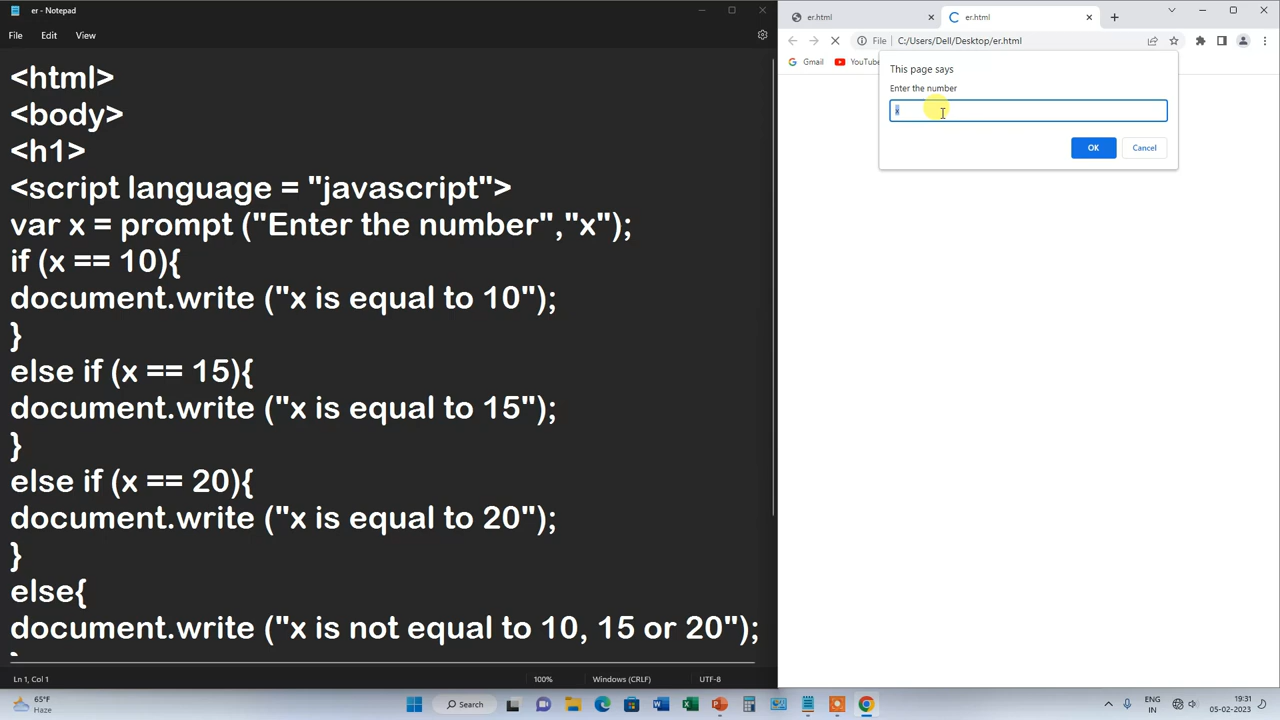 er - Notepad
File Edit View
<html>
<body>
<h1>
<script language = "javascript">
var x = prompt ("Enter the number","x");
if (x == 10){
document.write ("x is equal to 10");
}
else if (x == 15){
document.write ("x is equal to 15");
}
else if (x == 20){
document.write ("x is equal to 20");
}
else{
document.write ("x is not equal to 10, 15 or 20");
Ln 1, Col 1 100% Windows (CRLF) UTF-8
er.html er.html
File C:/Users/Dell/Desktop/er.html
Gmail YouTube
This page says
Enter the number
x
OK Cancel
65°F
Haze
Search
ENG
IN
19:31
05-02-2023